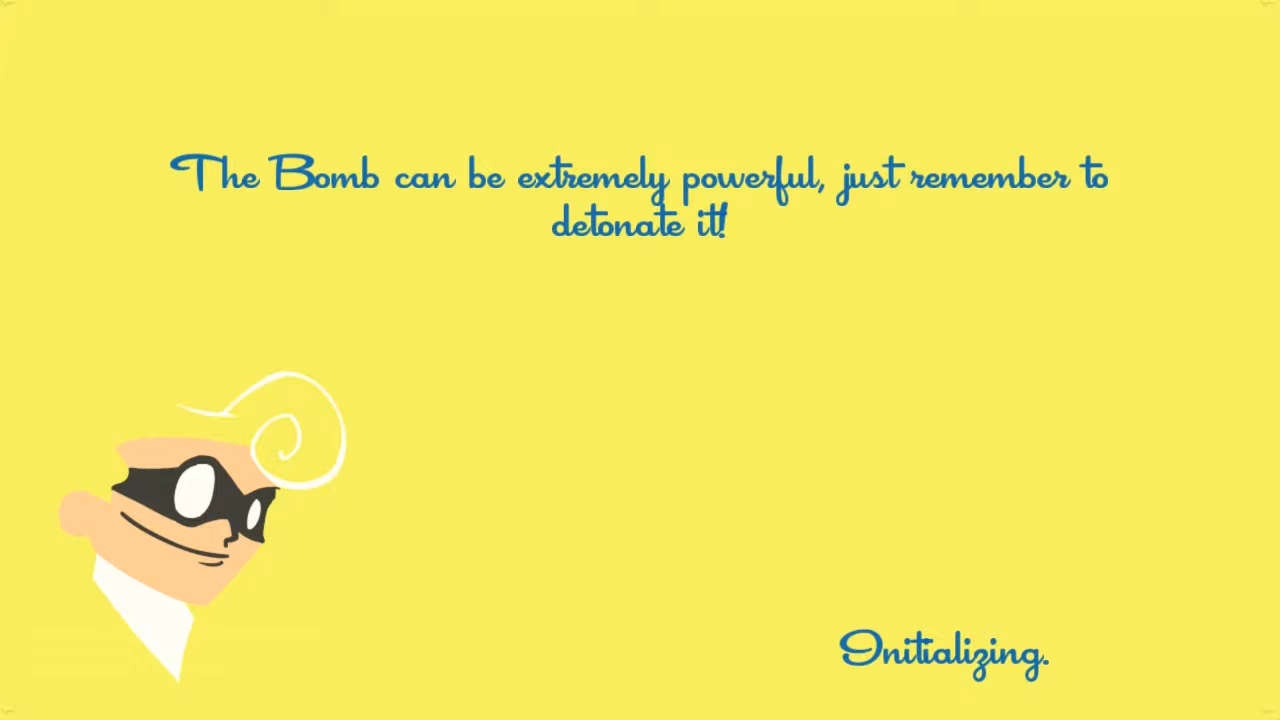 The Bomb can be extremely powerful, just remember to
detonate it!
Initializing.